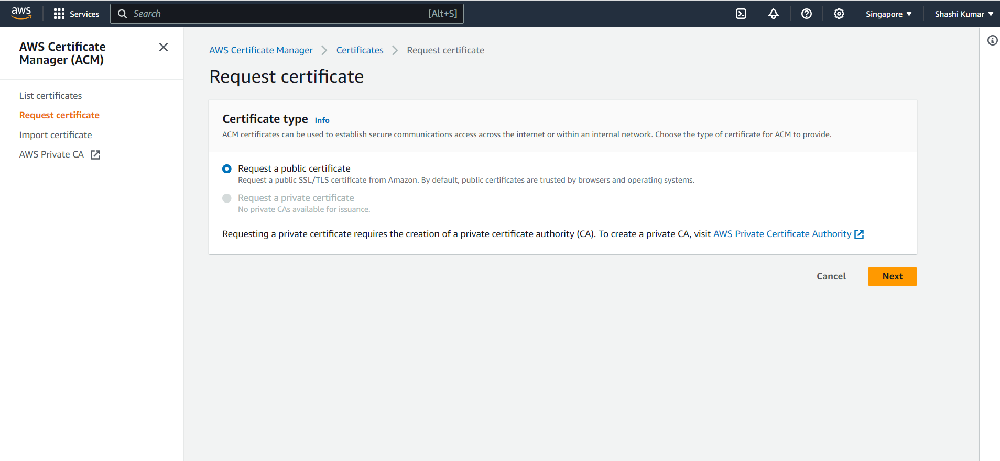 aws
Services
Search
[Alt+S]
Singapore
Shashi Kumar
AWS Certificate
Manager (ACM)
List certificates
Request certificate
Import certificate
AWS Private CA
AWS Certificate Manager
Certificates
Request certificate
Request certificate
Certificate type Info
ACM certificates can be used to establish secure communications access across the internet or within an internal network. Choose the type of certificate for ACM to provide.
Request a public certificate
Request a public SSL/TLS certificate from Amazon. By default, public certificates are trusted by browsers and operating systems.
Request a private certificate
No private CAs available for issuance.
Requesting a private certificate requires the creation of a private certificate authority (CA). To create a private CA, visit AWS Private Certificate Authority
Cancel
Next